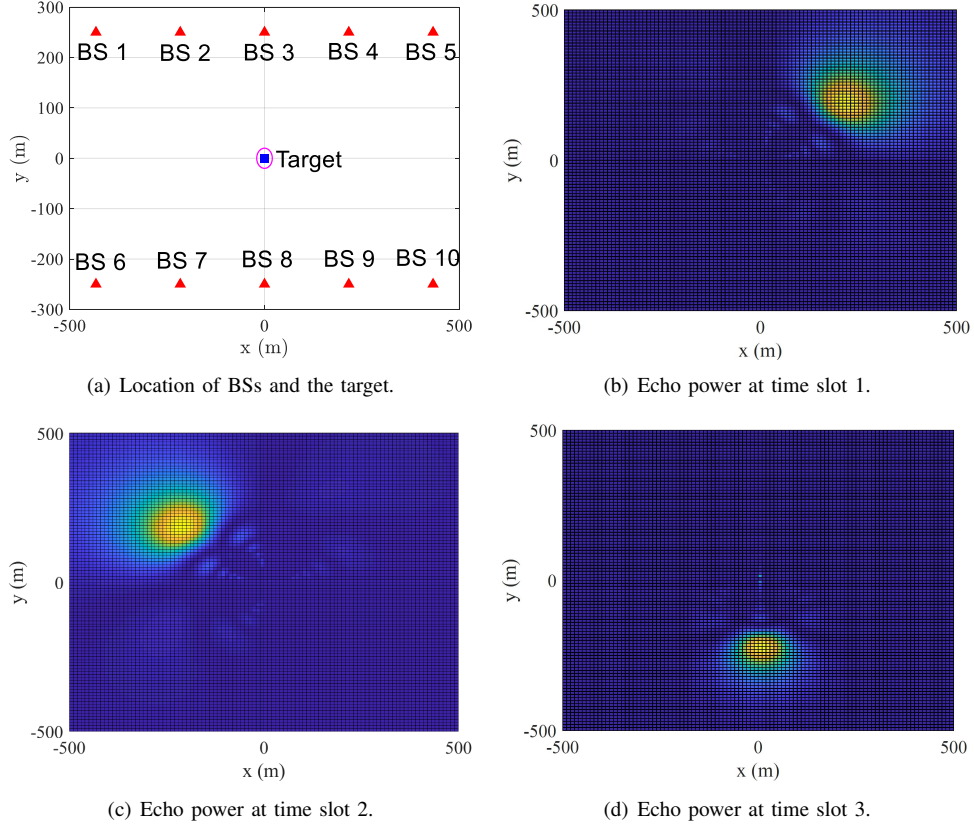 300
200
100
0
-100
-200
-300
y (m)
BS 1 BS 2 BS 3 BS 4 BS 5
Target
BS 6 BS 7 BS 8 BS 9 BS 10
-500 0 500
x (m)
(a) Location of BSs and the target.
500
0
-500
y (m)
-500 0 500
x (m)
(b) Echo power at time slot 1.
500
0
-500
y (m)
-500 0 500
x (m)
(c) Echo power at time slot 2.
500
0
-500
y (m)
-500 0 500
x (m)
(d) Echo power at time slot 3.